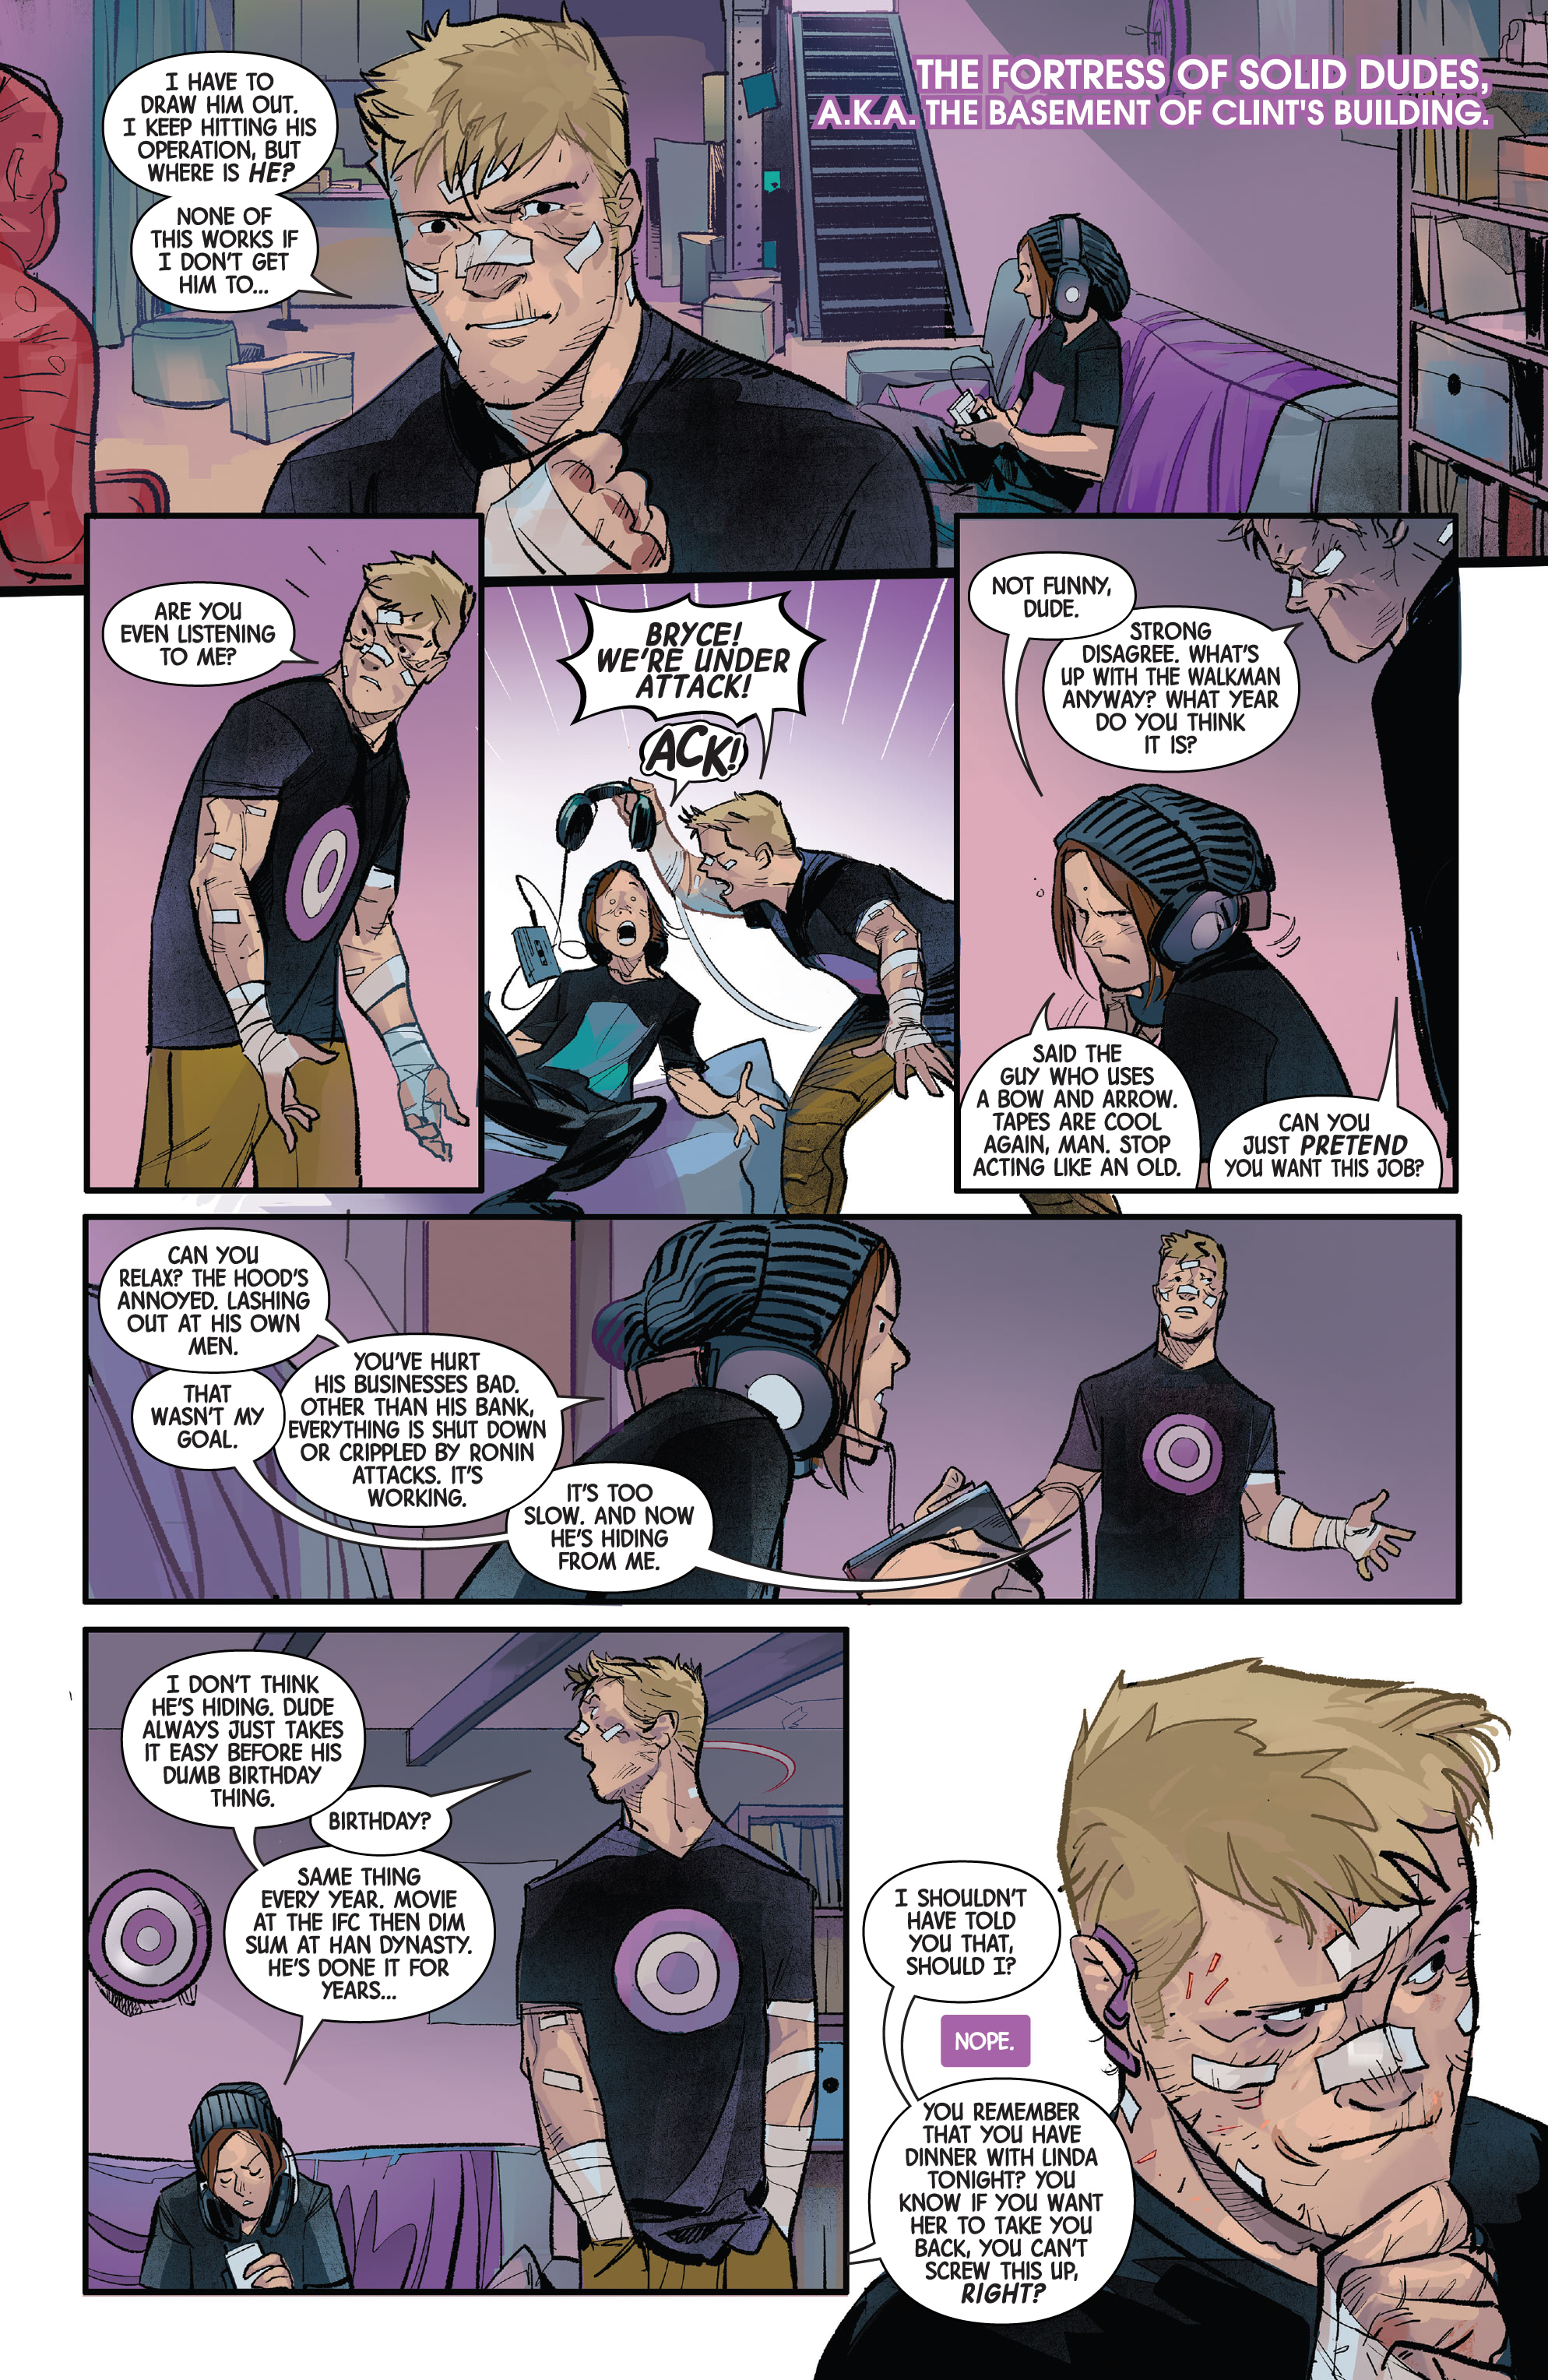 THE FORTRESS OF SOLID DUDES,
A.K.A. THE BASEMENT OF CLINT'S BUILDING.
I HAVE TO
DRAW HIM OUT.
I KEEP HITTING HIS
OPERATION, BUT
WHERE IS HE?
NONE OF
THIS WORKS IF
I DON'T GET
HIM TO...
ARE YOU
EVEN LISTENING
TO ME?
BRYCE!
WE'RE UNDER
ATTACK!
ACK!
NOT FUNNY,
DUDE.
STRONG
DISAGREE. WHAT'S
UP WITH THE WALKMAN
ANYWAY? WHAT YEAR
DO YOU THINK
IT IS?
SAID THE
GUY WHO USES
A BOW AND ARROW.
TAPES ARE COOL
AGAIN, MAN. STOP
ACTING LIKE AN OLD.
CAN YOU
JUST PRETEND
YOU WANT THIS JOB?
CAN YOU
RELAX? THE HOOD'S
ANNOYED. LASHING
OUT AT HIS OWN
MEN.
THAT
WASN'T MY
GOAL.
YOU'VE HURT
HIS BUSINESSES BAD.
OTHER THAN HIS BANK,
EVERYTHING IS SHUT DOWN
OR CRIPPLED BY RONIN
ATTACKS. IT'S
WORKING.
IT'S TOO
SLOW. AND NOW
HE'S HIDING
FROM ME.
I DON'T THINK
HE'S HIDING. DUDE
ALWAYS JUST TAKES
IT EASY BEFORE HIS
DUMB BIRTHDAY
THING.
BIRTHDAY?
SAME THING
EVERY YEAR. MOVIE
AT THE IFC THEN DIM
SUM AT HAN DYNASTY.
HE'S DONE IT FOR
YEARS...
I SHOULDN'T
HAVE TOLD
YOU THAT,
SHOULD I?
NOPE.
YOU REMEMBER
THAT YOU HAVE
DINNER WITH LINDA
TONIGHT? YOU
KNOW IF YOU WANT
HER TO TAKE YOU
BACK, YOU CAN'T
SCREW THIS UP,
RIGHT?